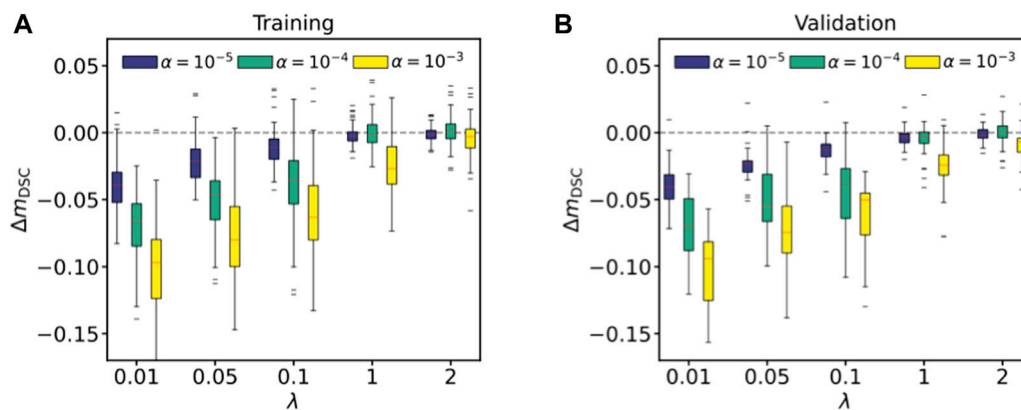 A
Training
0.05
0.00
−0.05
−0.10
−0.15
Δm_DSC
α = 10⁻⁵ α = 10⁻⁴ α = 10⁻³
0.01 0.05 0.1 1 2
λ
B
Validation
0.05
0.00
−0.05
−0.10
−0.15
Δm_DSC
α = 10⁻⁵ α = 10⁻⁴ α = 10⁻³
0.01 0.05 0.1 1 2
λ